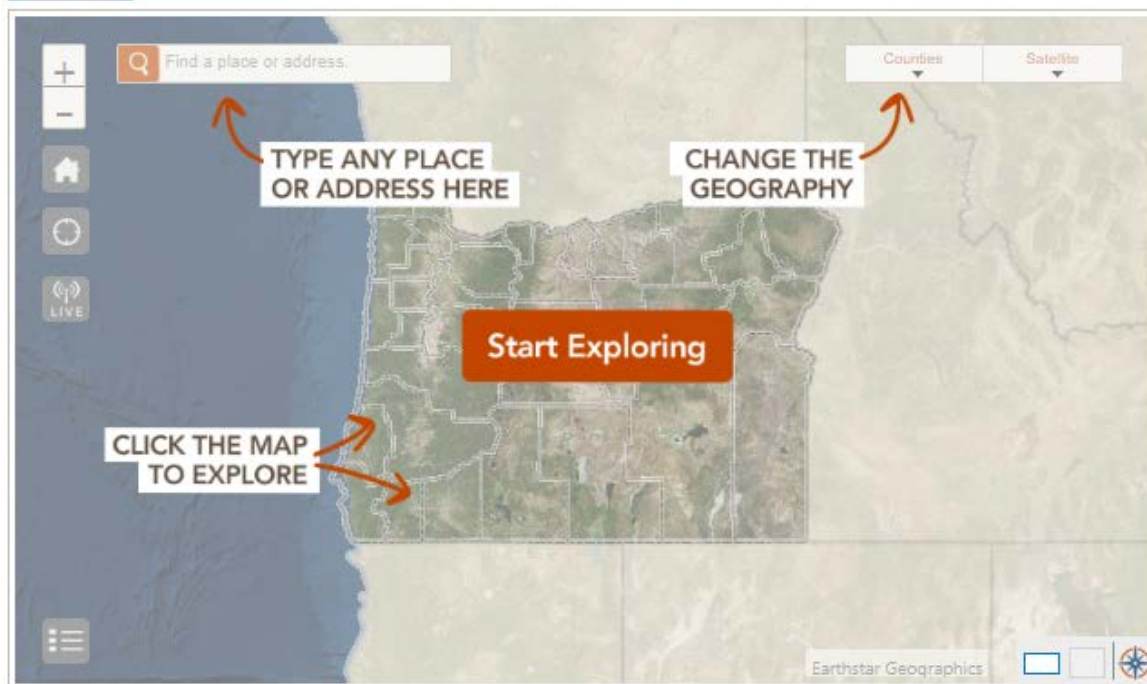 Find a place or address.
Counties
Satellite
TYPE ANY PLACE
OR ADDRESS HERE
CHANGE THE
GEOGRAPHY
LIVE
Start Exploring
CLICK THE MAP
TO EXPLORE
Earthstar Geographics